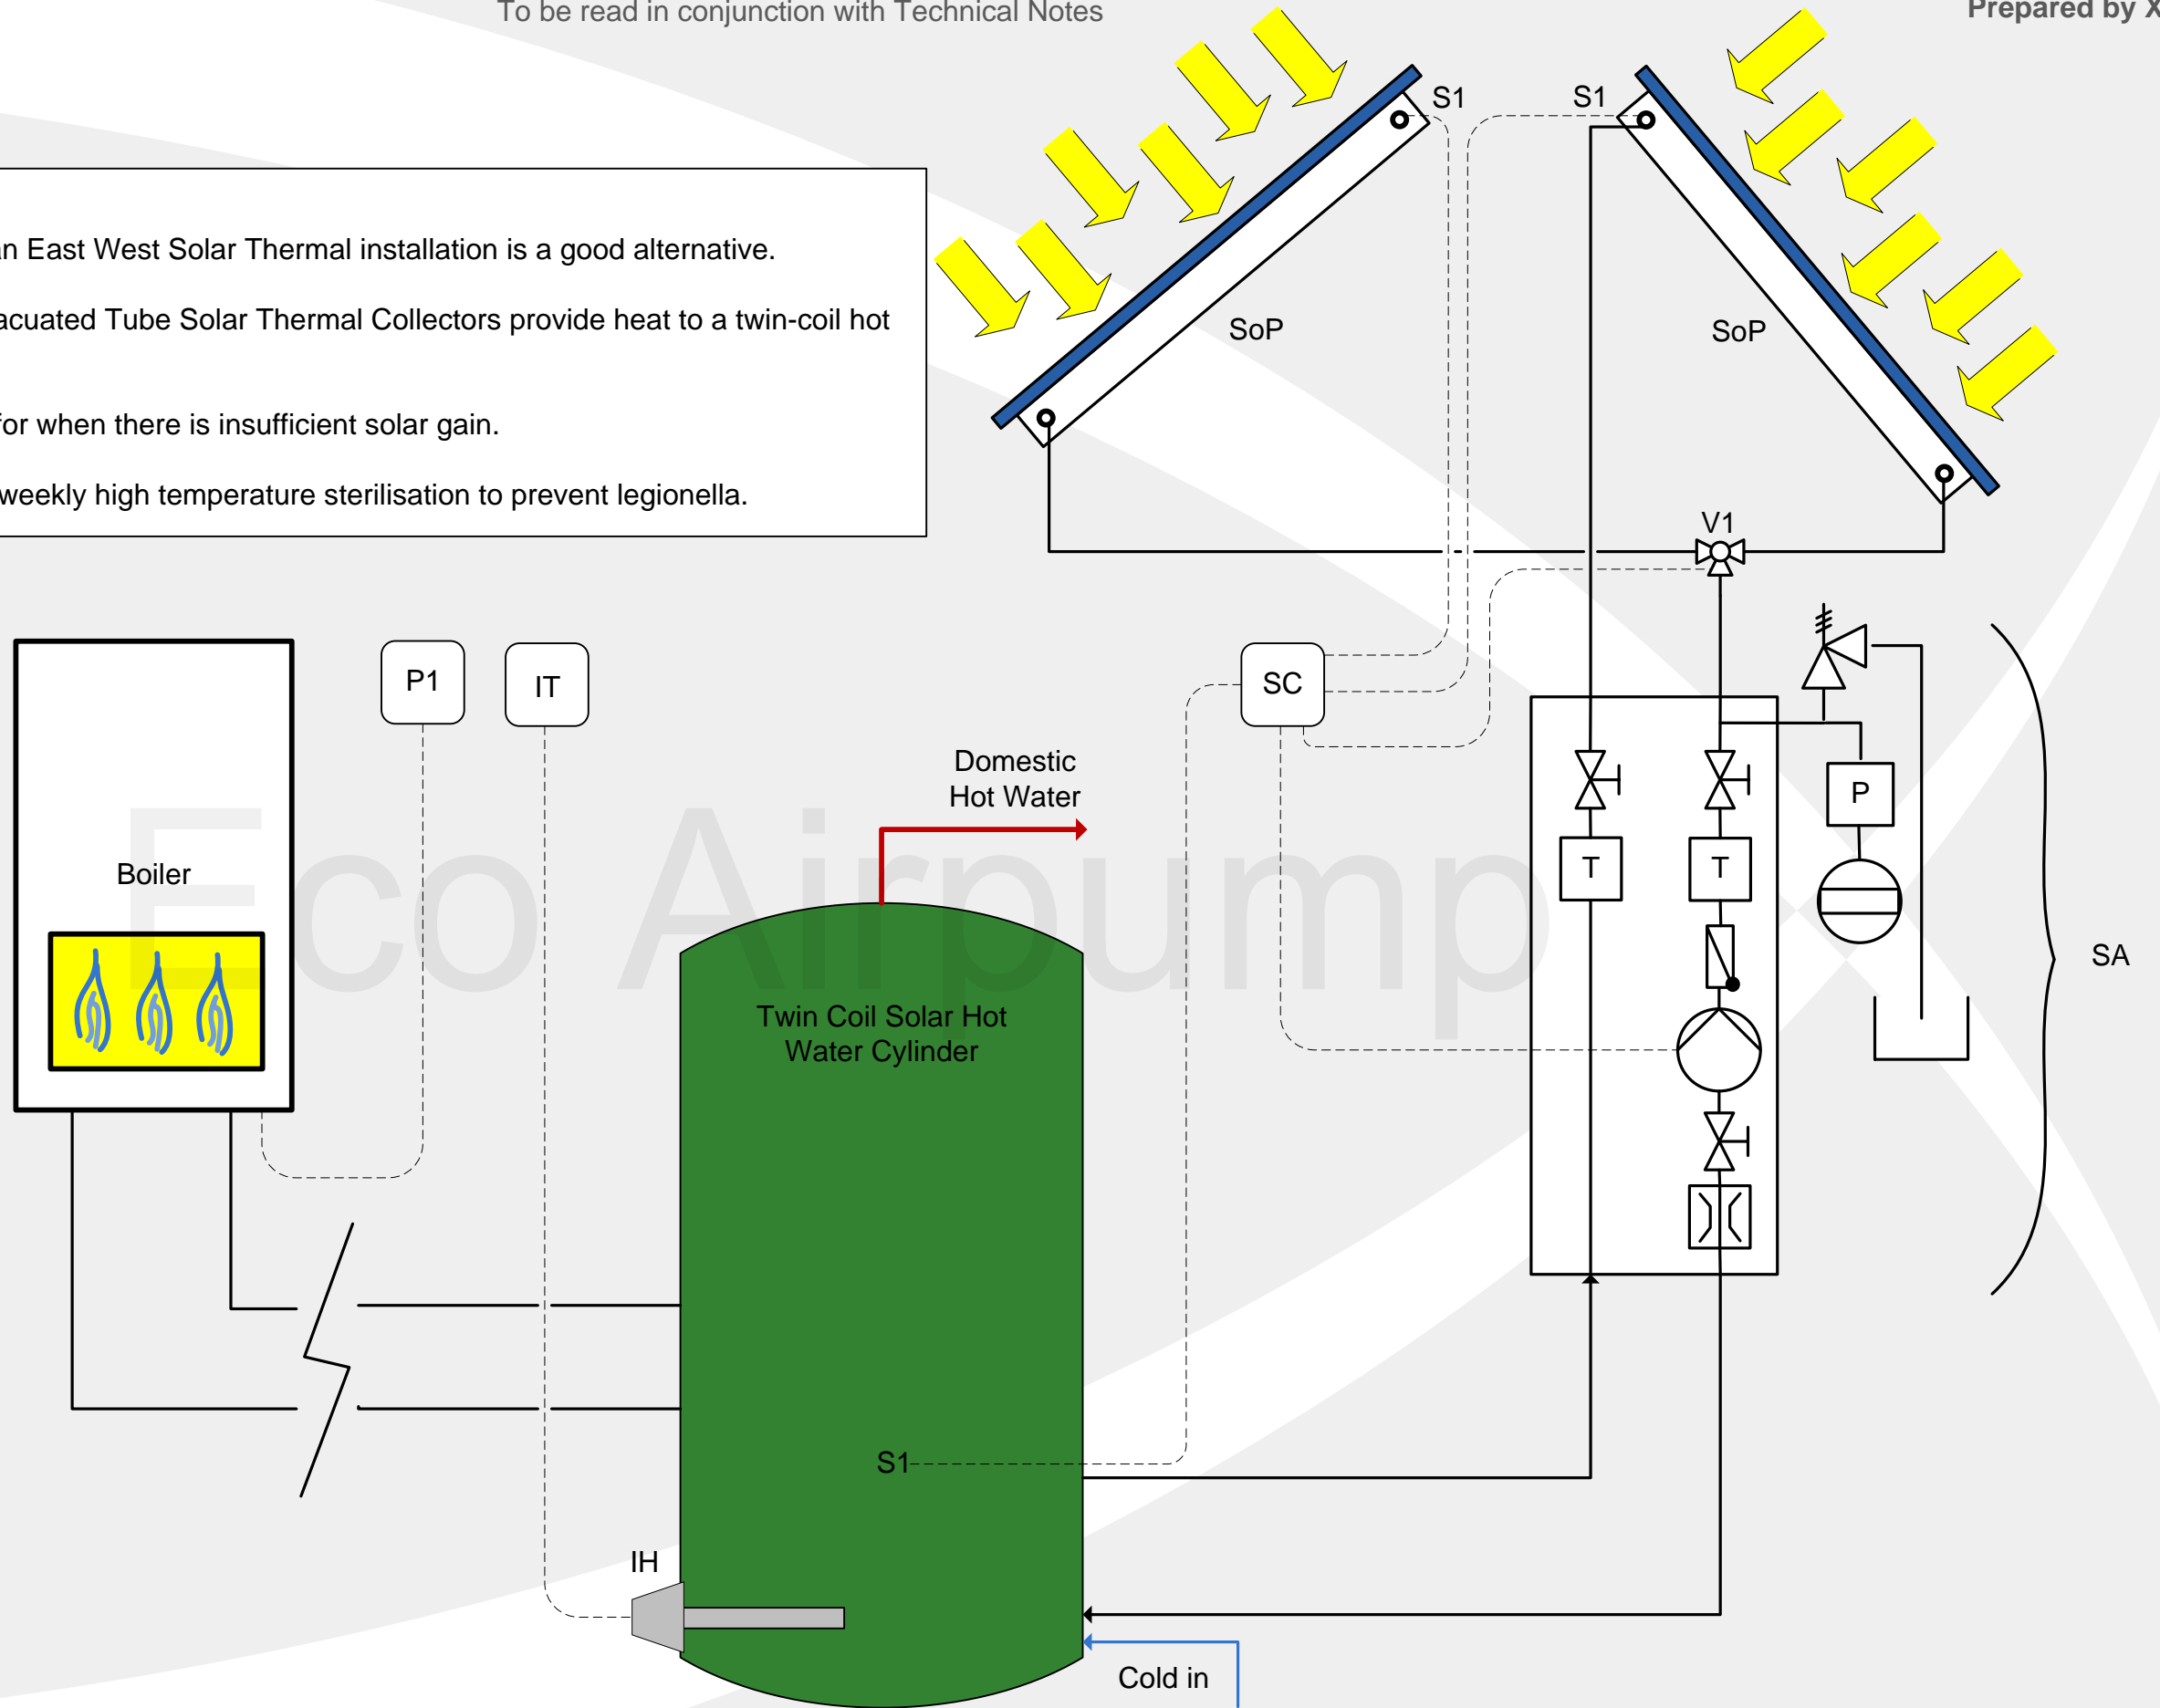 To be read in conjunction with Technical Notes
Prepared by
East West Solar Thermal installation is a good alternative.
Tube Solar Thermal Collectors provide heat to a twin-coil hot
for when there is insufficient solar gain.
weekly high temperature sterilisation to prevent legionella.
S1
S1
SoP
SoP
V1
P1
IT
SC
Domestic
Hot Water
P
Boiler
T
T
Eco Airpump
SA
Twin Coil Solar Hot
Water Cylinder
S1
IH
Cold in